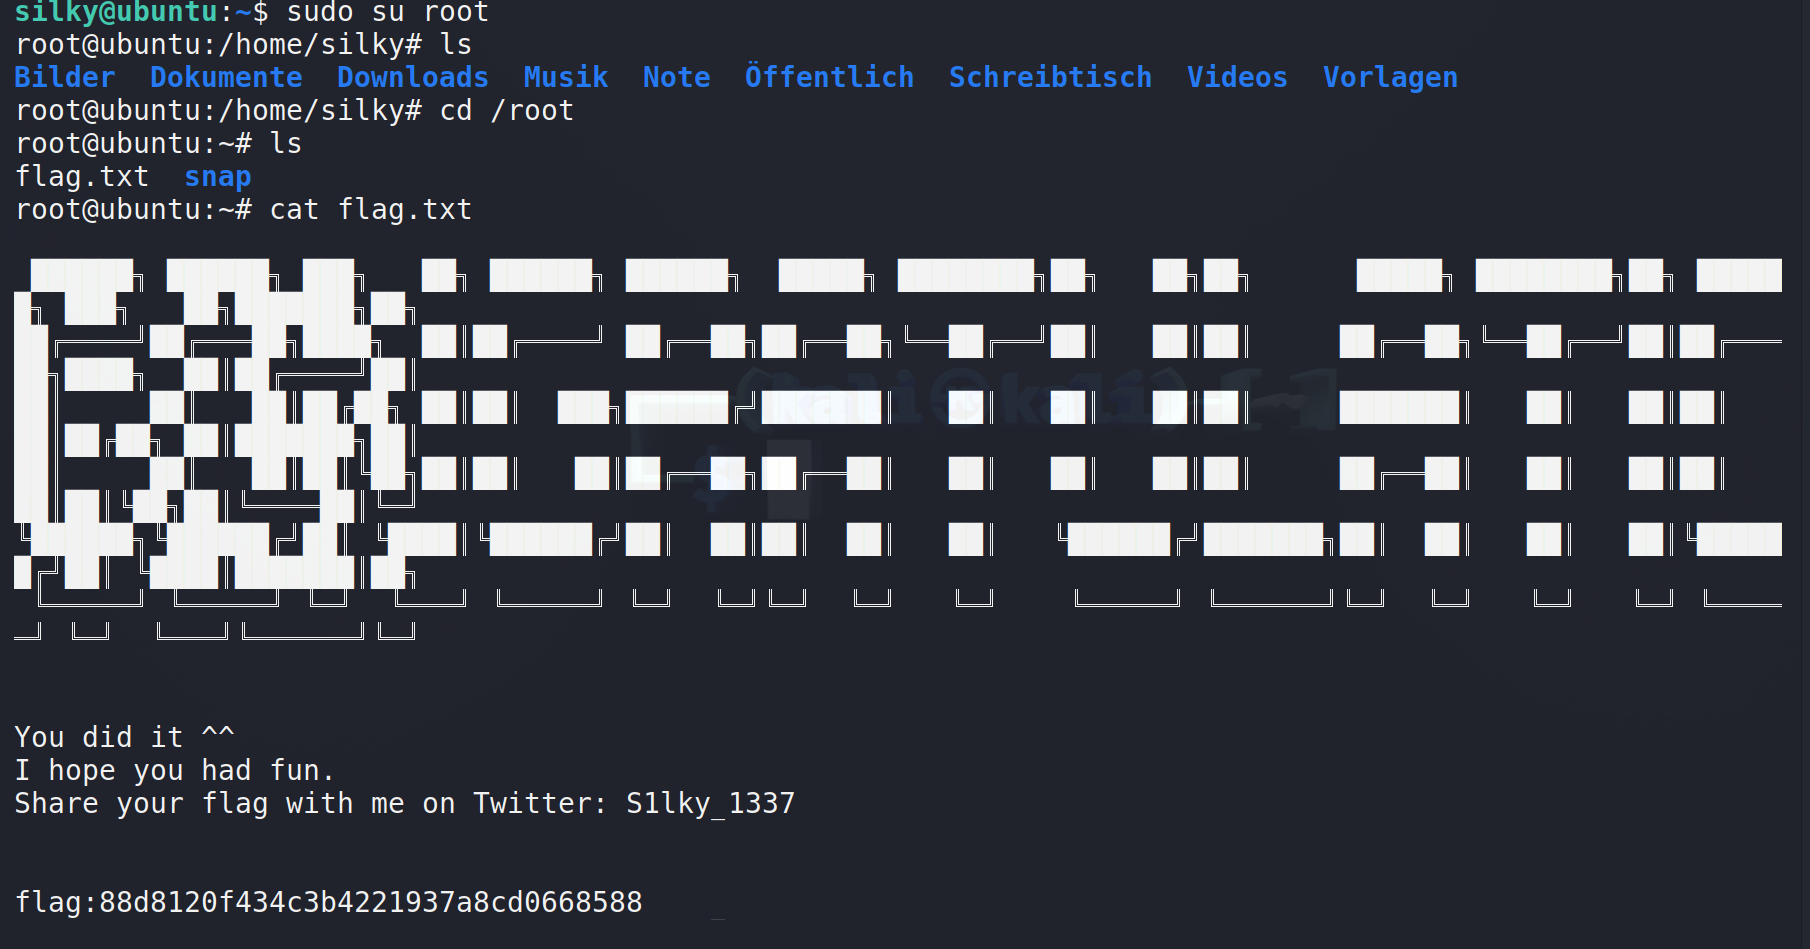 silky@ubuntu:~$ sudo su root
root@ubuntu:/home/silky# ls
Bilder  Dokumente  Downloads  Musik  Note  Öffentlich  Schreibtisch  Videos  Vorlagen
root@ubuntu:/home/silky# cd /root
root@ubuntu:~# ls
flag.txt  snap
root@ubuntu:~# cat flag.txt
You did it ^^
I hope you had fun.
Share your flag with me on Twitter: S1lky_1337
flag:88d8120f434c3b4221937a8cd0668588